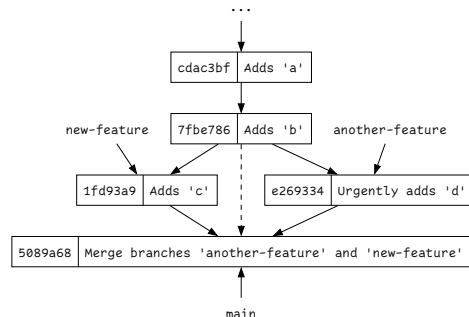 ...
cdac3bf Adds 'a'
new-feature 7fbe786 Adds 'b' another-feature
1fd93a9 Adds 'c' e269334 Urgently adds 'd'
5089a68 Merge branches 'another-feature' and 'new-feature'
main